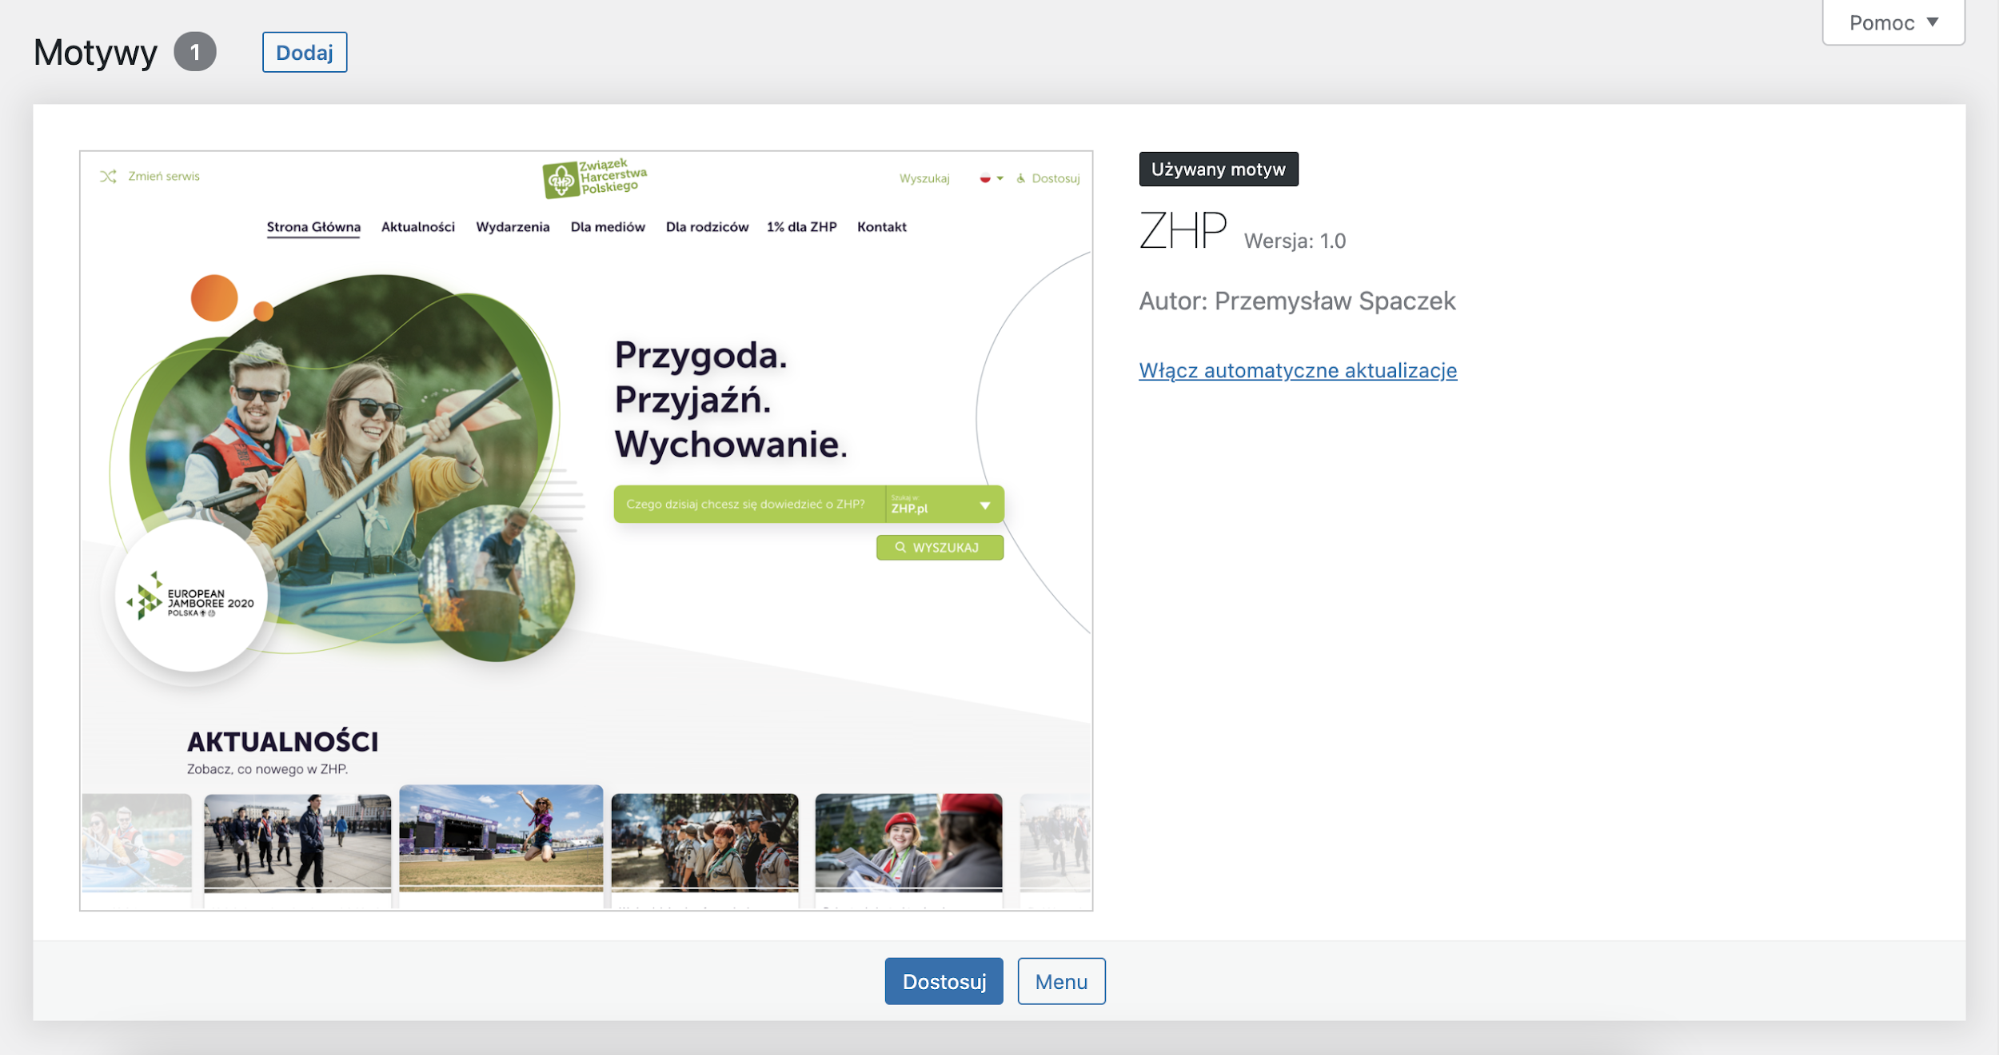 Motywy 1 Dodaj
Pomoc ▼
Zmień serwis
Związek
Harcerstwa
Polskiego
Wyszukaj
Dostosuj
Strona Główna Aktualności Wydarzenia Dla mediów Dla rodziców 1% dla ZHP Kontakt
Przygoda.
Przyjaźń.
Wychowanie.
Czego dzisiaj chcesz się dowiedzieć o ZHP?
Szukaj w:
ZHP.pl
WYSZUKAJ
EUROPEAN
JAMBOREE 2020
POLSKA
AKTUALNOŚCI
Zobacz, co nowego w ZHP.
Używany motyw
ZHP Wersja: 1.0
Autor: Przemysław Spaczek
Włącz automatyczne aktualizacje
Dostosuj Menu